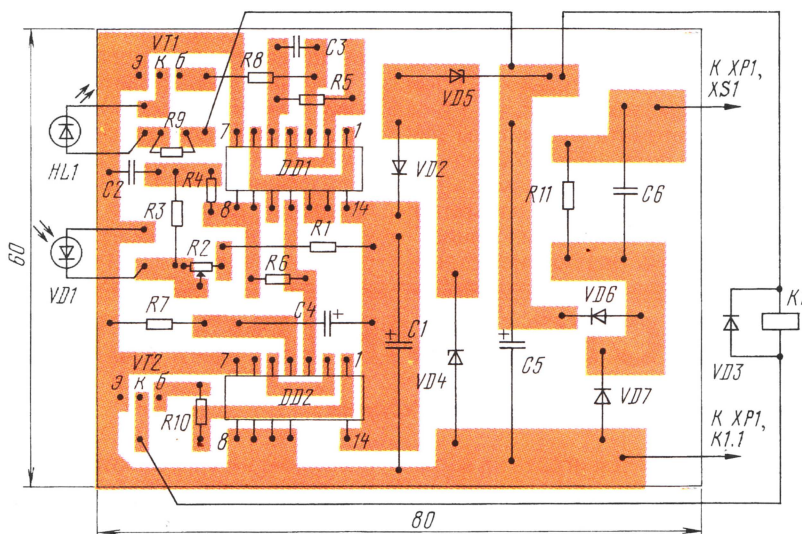 VT1
Э К Б
R8
C3
R5
VD5
К XP1,
XS1
HL1
R9
7
1
DD1
C2
R4
8
14
VD2
R11
C6
R3
R2
R1
R6
VD1
60
R7
C4
+
+
C1
VD4
+
C5
VD6
VD7
VD3
VT2
Э К Б
7
1
DD2
R10
8
14
К XP1,
K1.1
80